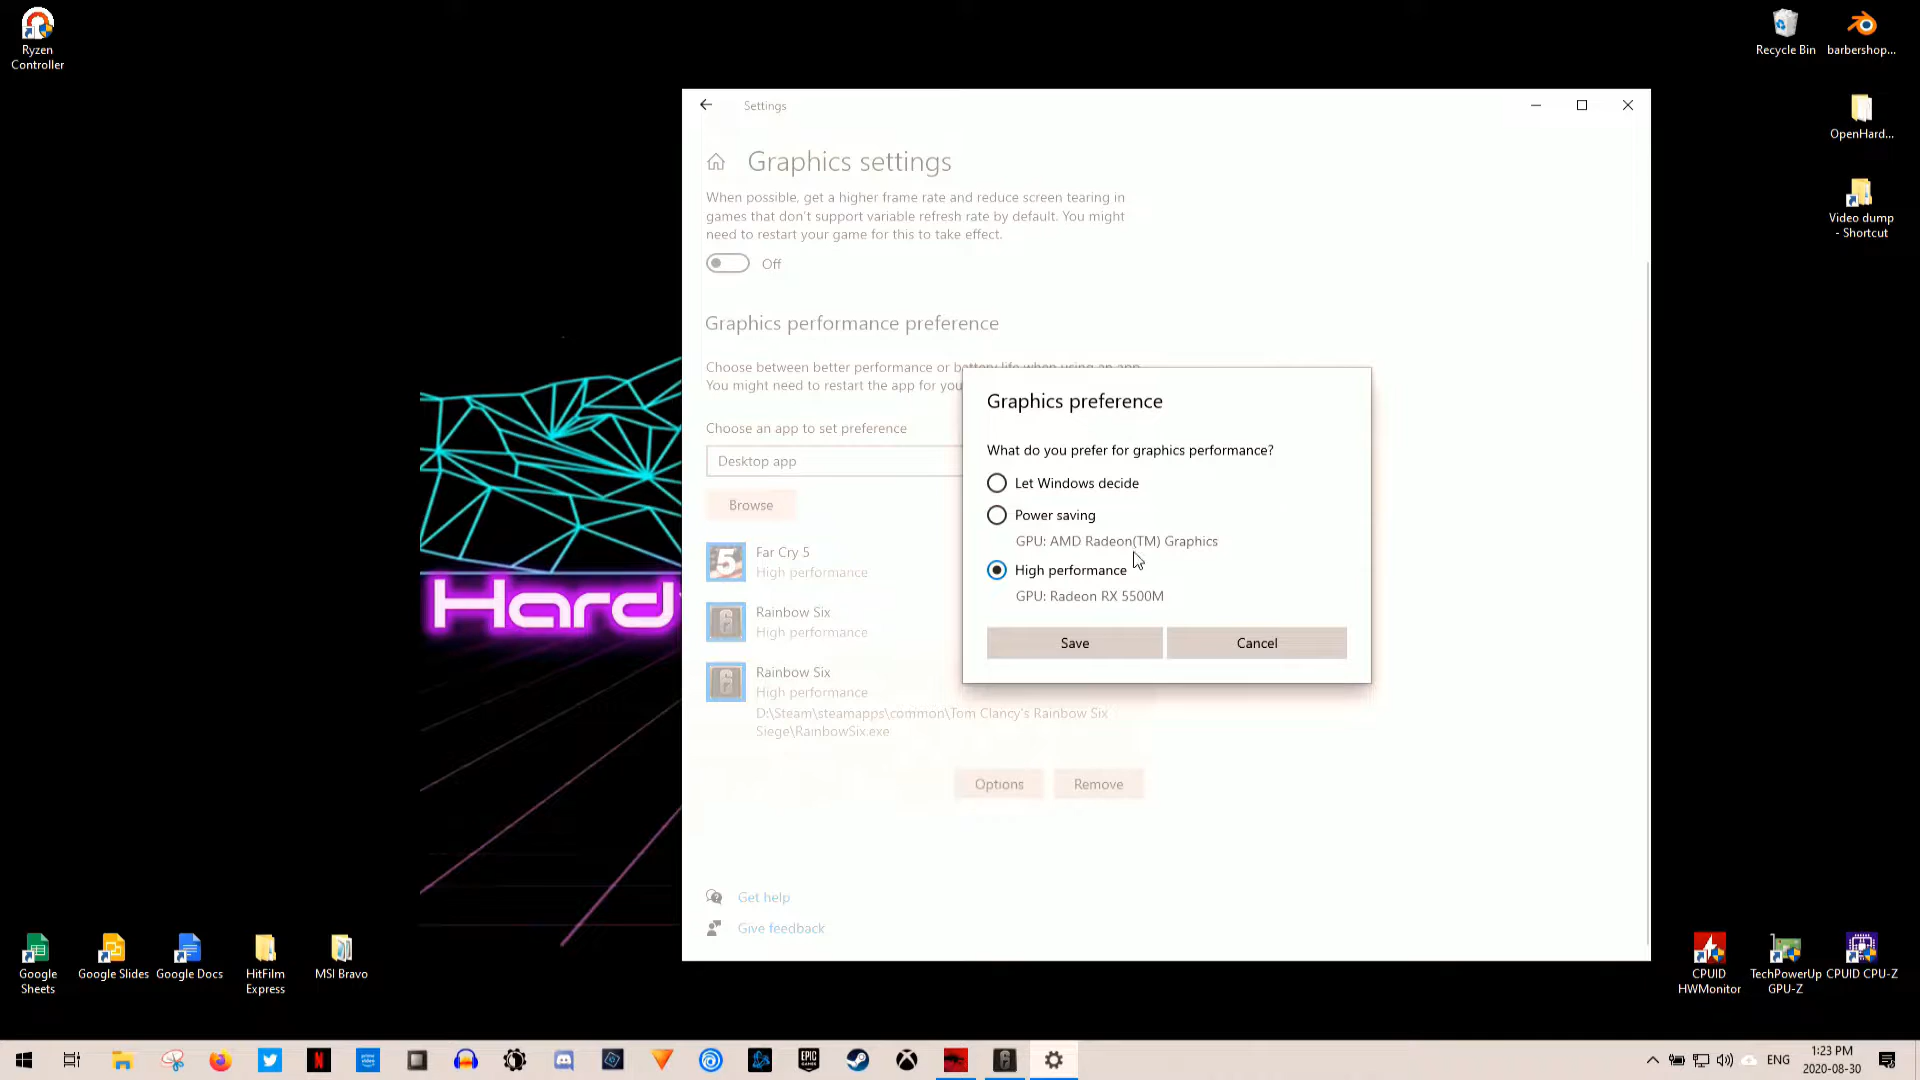 Ryzen
Controller
Recycle Bin
barbershop...
OpenHard...
Video dump
- Shortcut
Settings
Graphics settings
When possible, get a higher frame rate and reduce screen tearing in
games that don't support variable refresh rate by default. You might
need to restart your game for this to take effect.
Off
Graphics performance preference
Choose between better performance or battery life when using an app.
You might need to restart the app for you
Choose an app to set preference
Desktop app
Browse
Far Cry 5
High performance
Rainbow Six
High performance
Rainbow Six
High performance
D:\Steam\steamapps\common\Tom Clancy's Rainbow Six
Siege\RainbowSix.exe
Options
Remove
Get help
Give feedback
Graphics preference
What do you prefer for graphics performance?
Let Windows decide
Power saving
GPU: AMD Radeon(TM) Graphics
High performance
GPU: Radeon RX 5500M
Save
Cancel
Hard
Google
Sheets
Google Slides
Google Docs
HitFilm
Express
MSI Bravo
CPUID
HWMonitor
TechPowerUp
GPU-Z
CPUID CPU-Z
ENG
1:23 PM
2020-08-30